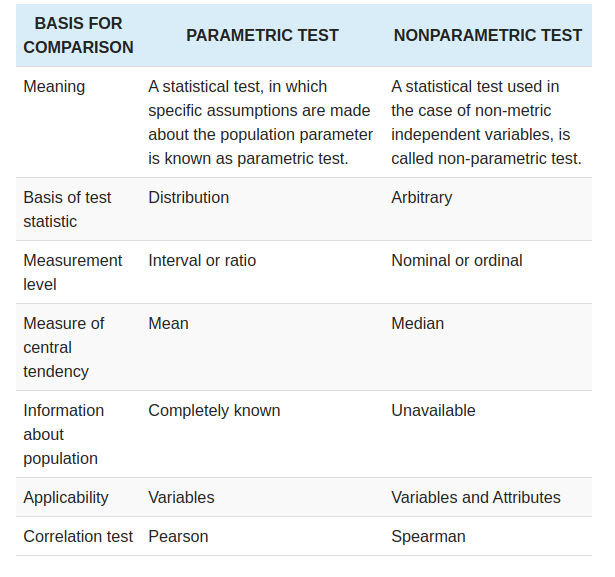 BASIS FOR
COMPARISON
PARAMETRIC TEST
NONPARAMETRIC TEST
Meaning
A statistical test, in which
specific assumptions are made
about the population parameter
is known as parametric test.
A statistical test used in
the case of non-metric
independent variables, is
called non-parametric test.
Basis of test
statistic
Distribution
Arbitrary
Measurement
level
Interval or ratio
Nominal or ordinal
Measure of
central
tendency
Mean
Median
Information
about
population
Completely known
Unavailable
Applicability
Variables
Variables and Attributes
Correlation test
Pearson
Spearman